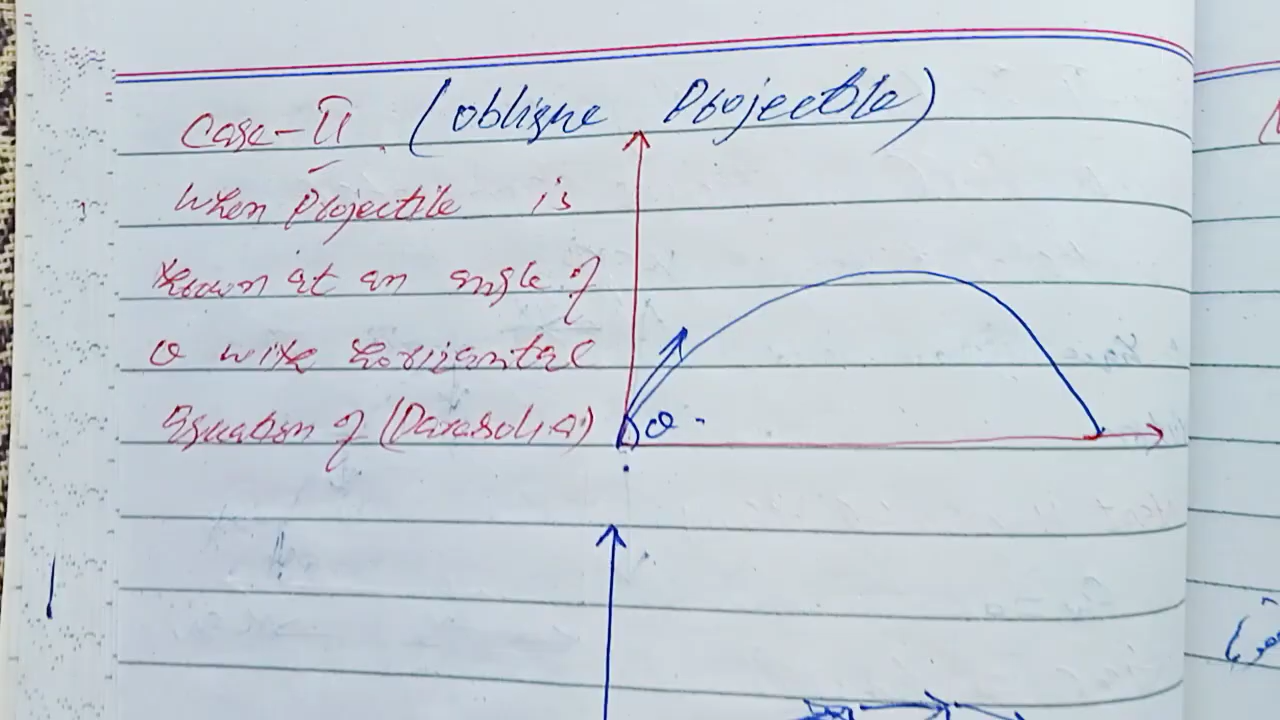 Case-II (oblique Projectile)
when Projectile is
thrown at an angle of
θ with horizontal
Equation of (Parabola)
θ